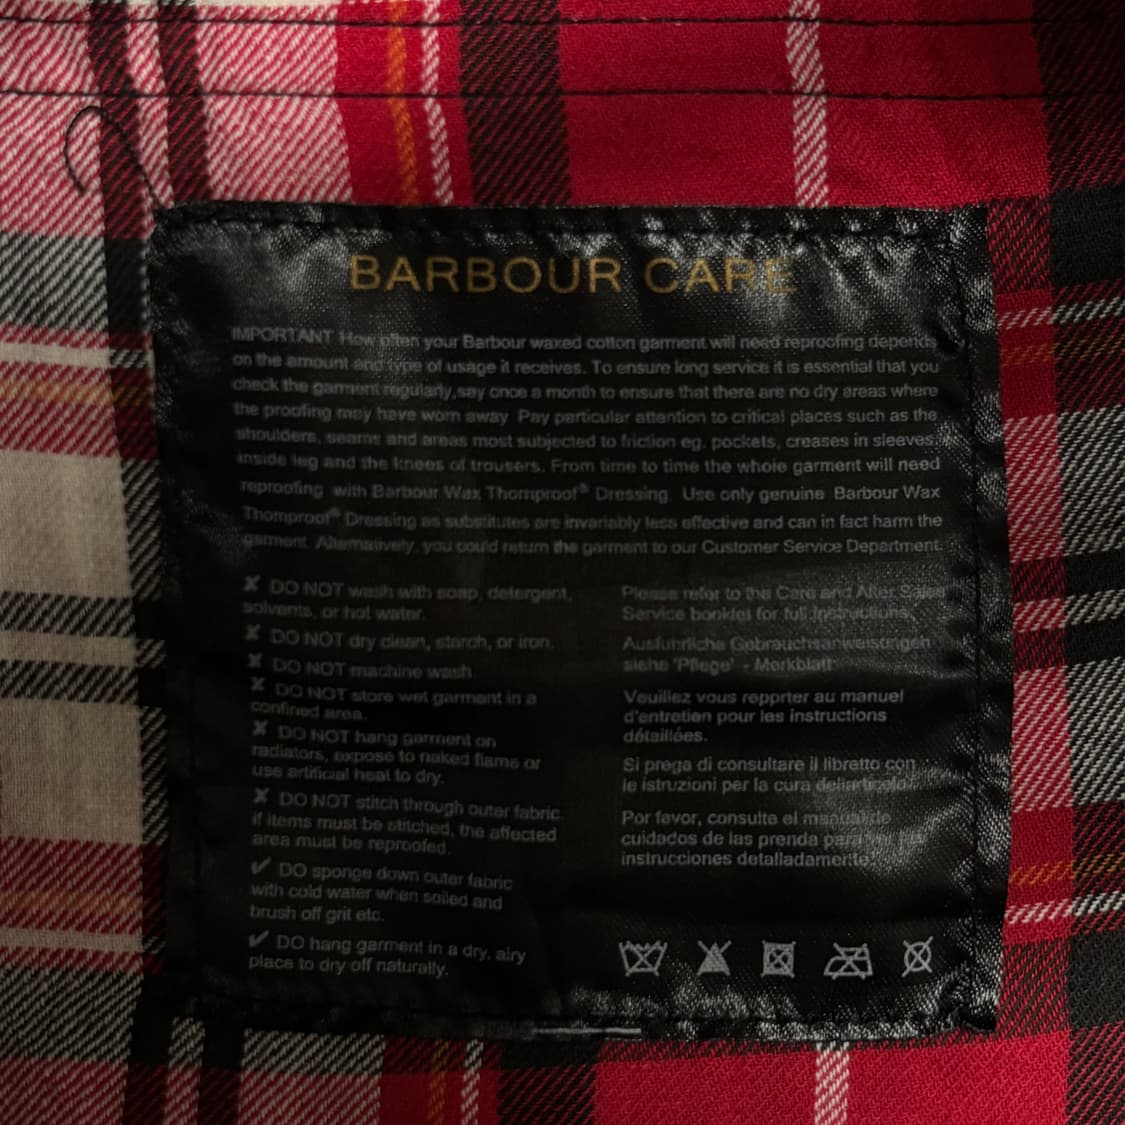 BARBOUR CARE
IMPORTANT How often your Barbour waxed cotton garment will need reproofing depends
on the amount and type of usage it receives. To ensure long service it is essential that you
check the garment regularly, say once a month to ensure that there are no dry areas where
the proofing may have worn away. Pay particular attention to critical places such as the
shoulders, seams and areas most subjected to friction eg. pockets, creases in sleeves,
inside leg and the knees of trousers. From time to time the whole garment will need
reproofing with Barbour Wax Thornproof® Dressing. Use only genuine Barbour Wax
Thornproof® Dressing as substitutes are invariably less effective and can in fact harm the
garment. Alternatively, you could return the garment to our Customer Service Department.
✘ DO NOT wash with soap, detergent,
solvents, or hot water.
✘ DO NOT dry clean, starch, or iron.
✘ DO NOT machine wash
✘ DO NOT store wet garment in a
confined area.
✘ DO NOT hang garment on
radiators, expose to naked flame or
use artificial heat to dry.
✘ DO NOT stitch through outer fabric.
if items must be stitched, the affected
area must be reproofed.
✔ DO sponge down outer fabric
with cold water when soiled and
brush off grit etc.
✔ DO hang garment in a dry, airy
place to dry off naturally.
Please refer to the Care and After Sales
Service booklet for full instructions
Ausfuhrliche Gebrauchsanweisungen
siehe 'Pflege' - Merkblatt
Veuillez vous repprter au manuel
d'entretien pour les instructions
détaillées.
Si prega di consultare il libretto con
le istruzioni per la cura dell'articolo
Por favor, consulte el manual de
cuidados de las prenda para
instrucciones detalladamente